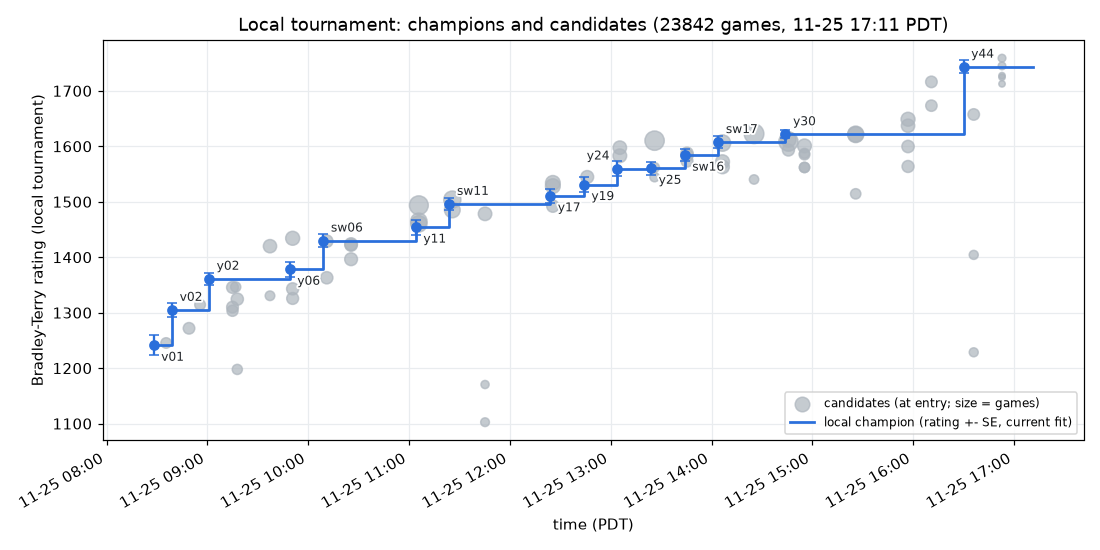 Local tournament: champions and candidates (23842 games, 11-25 17:11 PDT)
Bradley-Terry rating (local tournament)
1700
1600
1500
1400
1300
1200
1100
v01
v02
y02
y06
sw06
y11
sw11
y17
y19
y24
y25
sw16
sw17
y30
y44
candidates (at entry; size = games)
local champion (rating +- SE, current fit)
11-25 08:00
11-25 09:00
11-25 10:00
11-25 11:00
11-25 12:00
11-25 13:00
11-25 14:00
11-25 15:00
11-25 16:00
11-25 17:00
time (PDT)